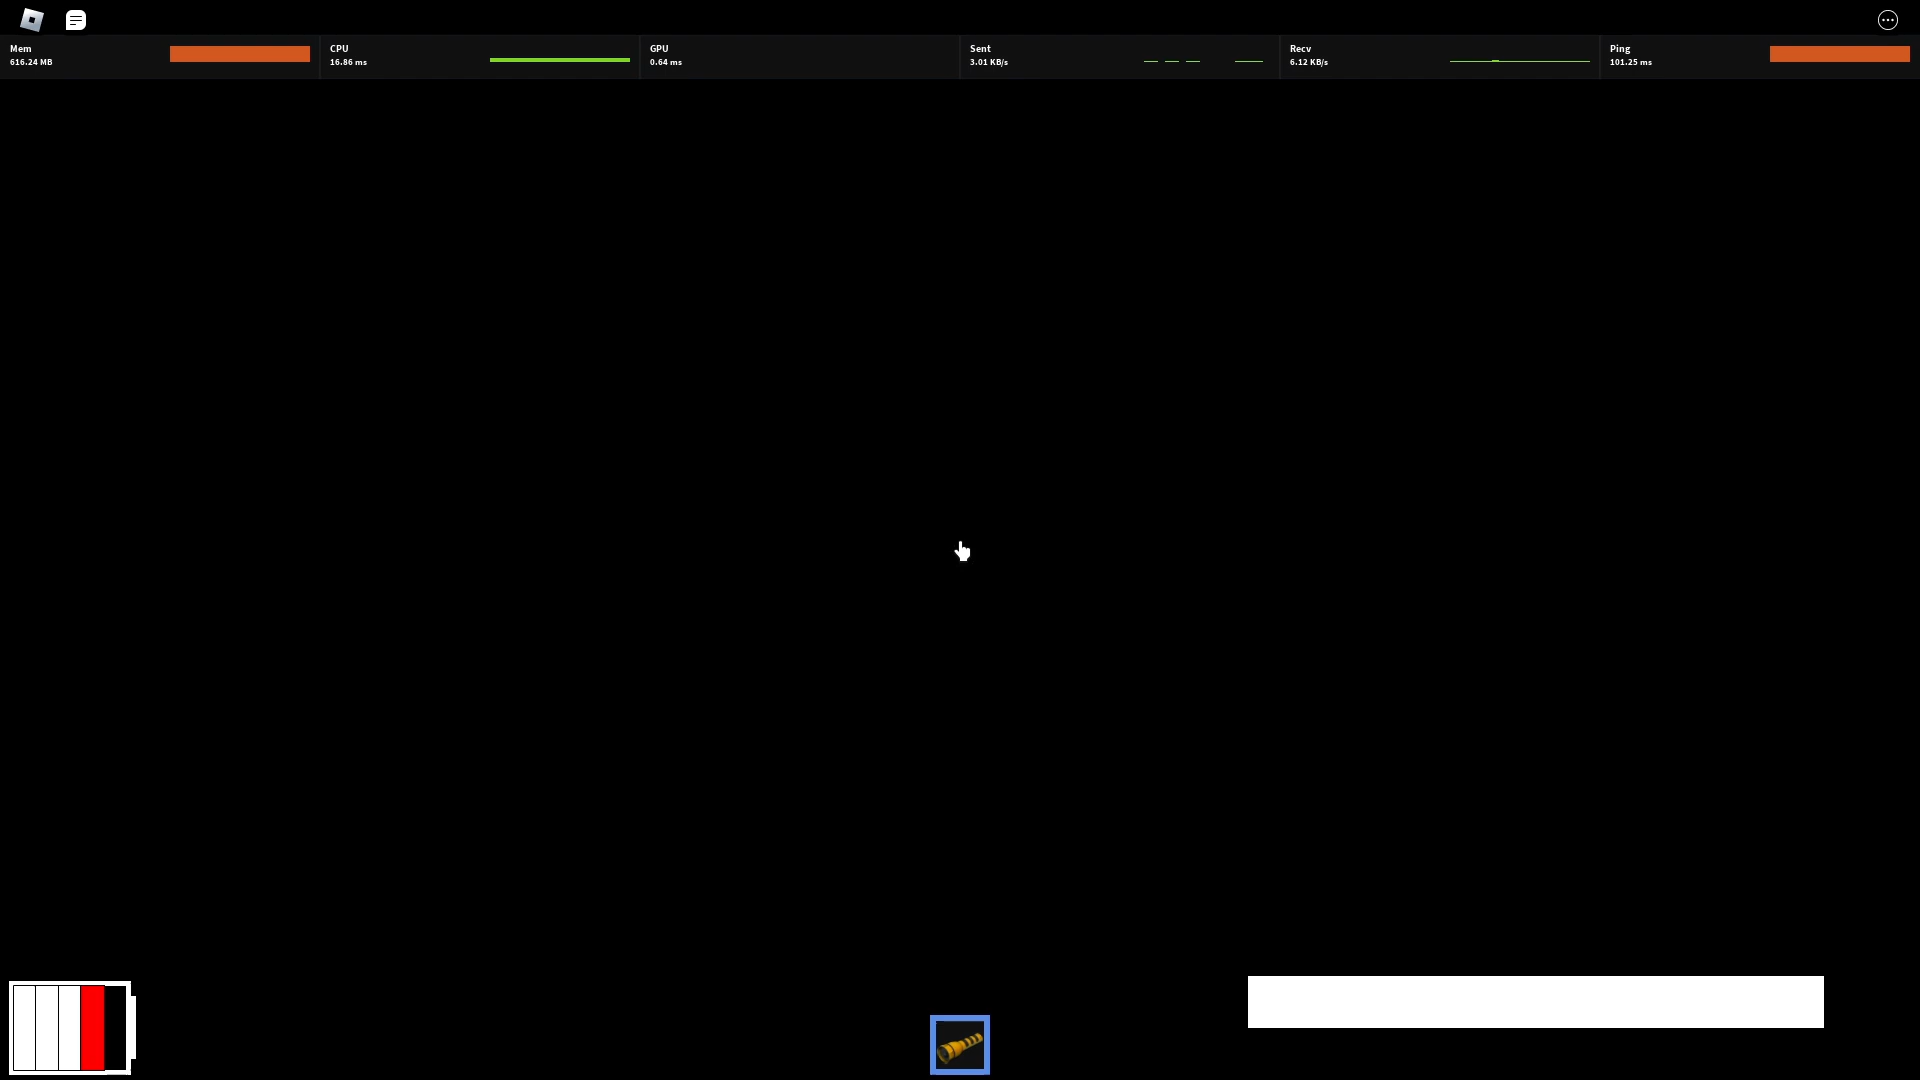 Mem
616.24 MB
CPU
16.86 ms
GPU
0.64 ms
Sent
3.01 KB/s
Recv
6.12 KB/s
Ping
101.25 ms